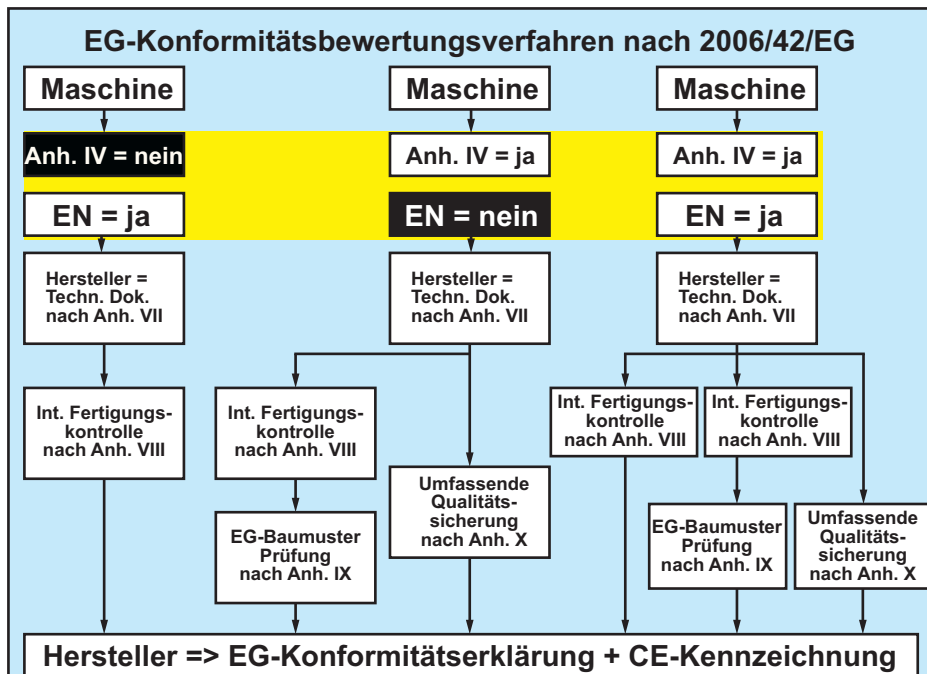 EG-Konformitätsbewertungsverfahren nach 2006/42/EG
Maschine
Maschine
Maschine
Anh. IV = nein
Anh. IV = ja
Anh. IV = ja
EN = ja
EN = nein
EN = ja
Hersteller =
Techn. Dok.
nach Anh. VII
Hersteller =
Techn. Dok.
nach Anh. VII
Hersteller =
Techn. Dok.
nach Anh. VII
Int. Fertigungs-
kontrolle
nach Anh. VIII
Int. Fertigungs-
kontrolle
nach Anh. VIII
Int. Fertigungs-
kontrolle
nach Anh. VIII
Int. Fertigungs-
kontrolle
nach Anh. VIII
Umfassende
Qualitäts-
sicherung
nach Anh. X
EG-Baumuster
Prüfung
nach Anh. IX
EG-Baumuster
Prüfung
nach Anh. IX
Umfassende
Qualitäts-
sicherung
nach Anh. X
Hersteller => EG-Konformitätserklärung + CE-Kennzeichnung